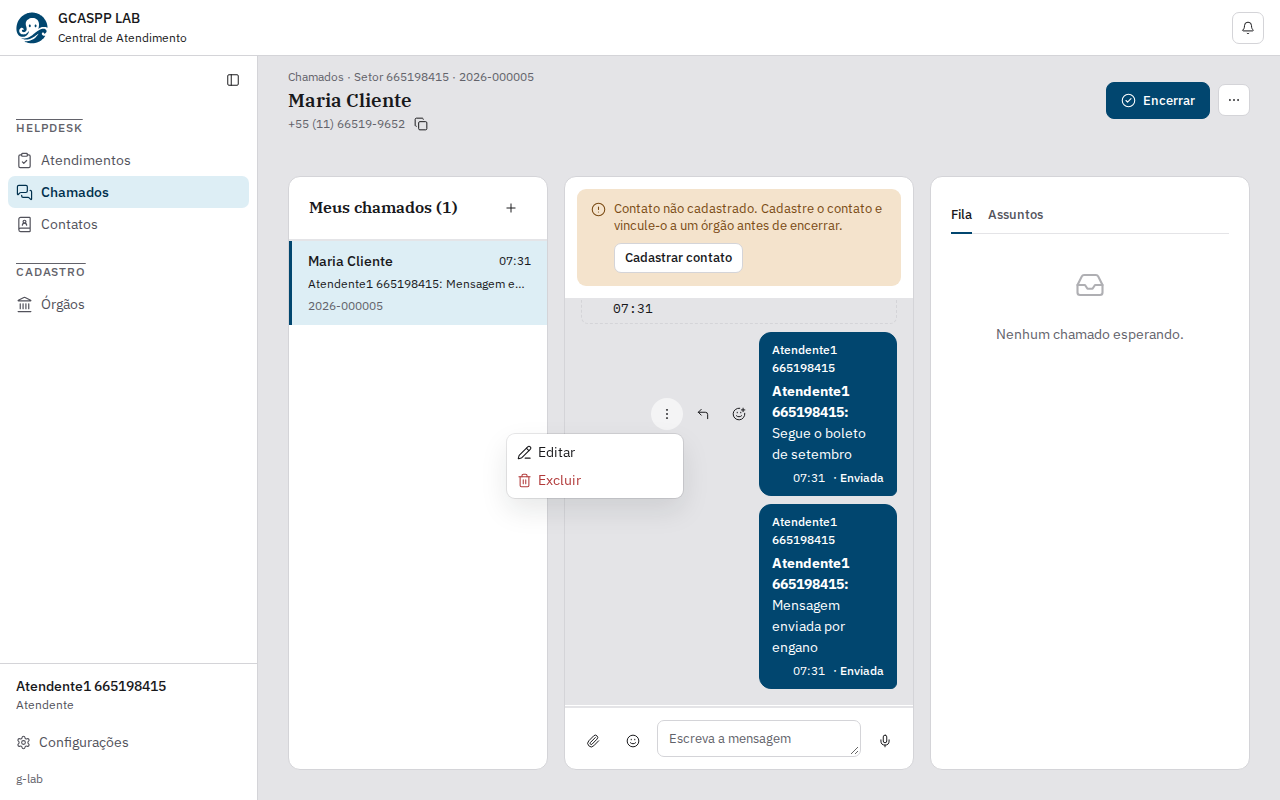 GCASPP LAB
Central de Atendimento
HELPDESK
Atendimentos
Chamados
Contatos
CADASTRO
Órgãos
Atendente1 665198415
Atendente
Configurações
g-lab
Chamados · Setor 665198415 · 2026-000005
Maria Cliente
+55 (11) 66519-9652
Encerrar
Meus chamados (1)
Maria Cliente 07:31
Atendente1 665198415: Mensagem e...
2026-000005
Contato não cadastrado. Cadastre o contato e
vincule-o a um órgão antes de encerrar.
Cadastrar contato
07:31
Atendente1
665198415
Atendente1
665198415:
Segue o boleto
de setembro
07:31 · Enviada
Editar
Excluir
Atendente1
665198415
Atendente1
665198415:
Mensagem
enviada por
engano
07:31 · Enviada
Escreva a mensagem
Fila Assuntos
Nenhum chamado esperando.